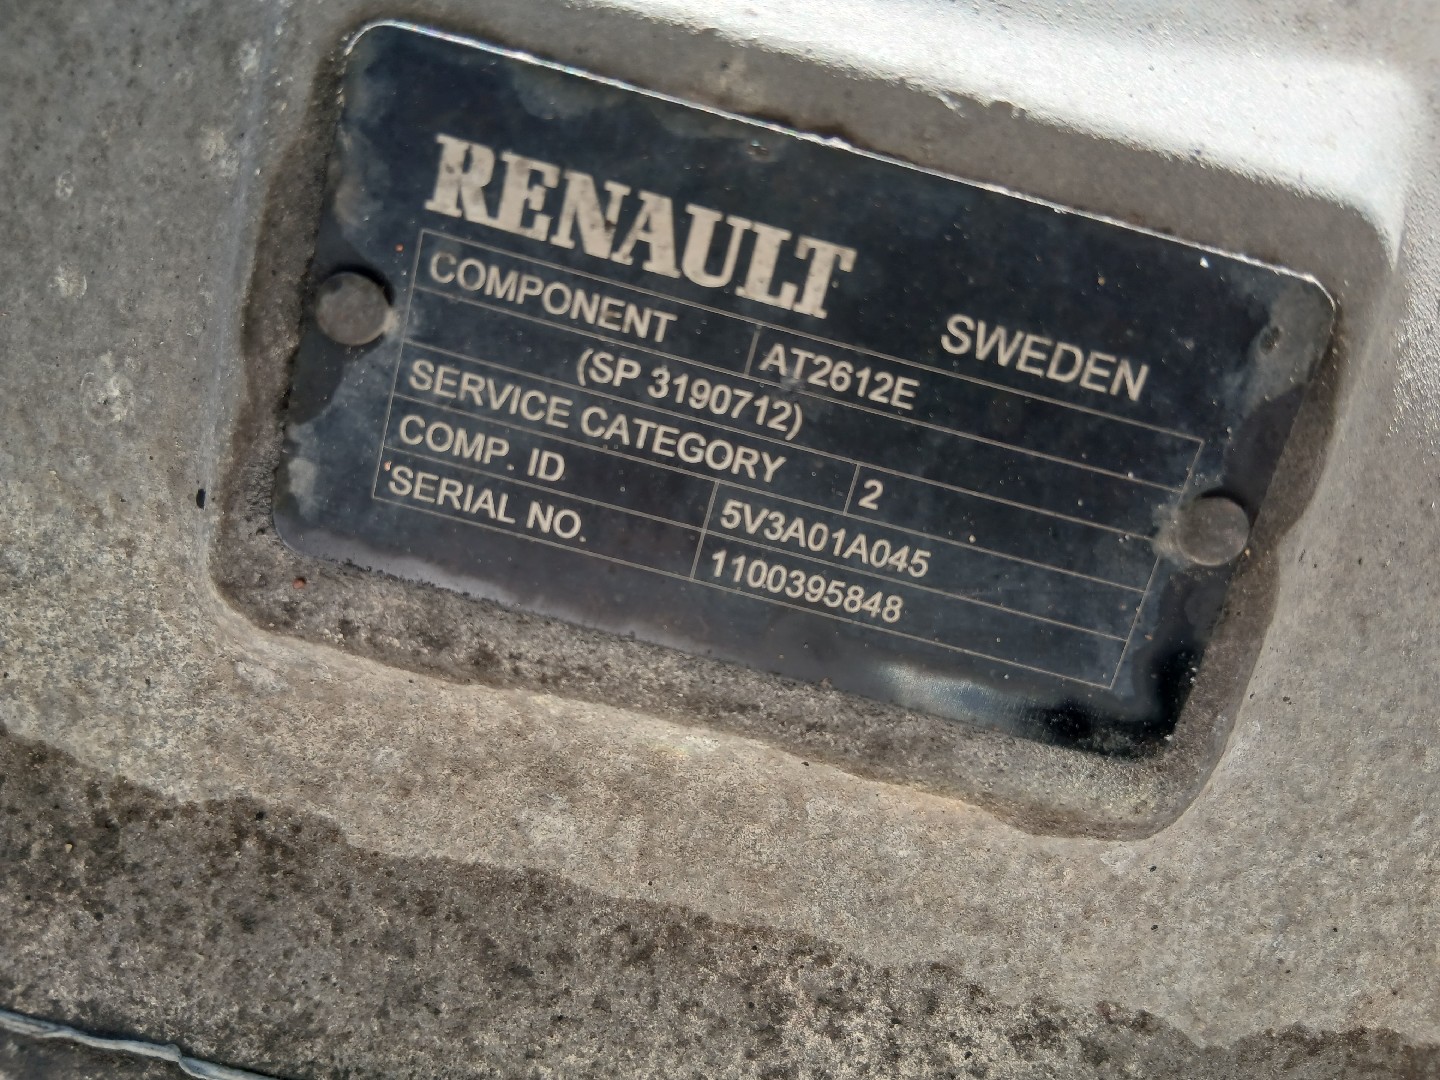 RENAULT
SWEDEN
COMPONENT AT2612E
(SP 3190712)
SERVICE CATEGORY 2
COMP. ID 5V3A01A045
SERIAL NO. 1100395848